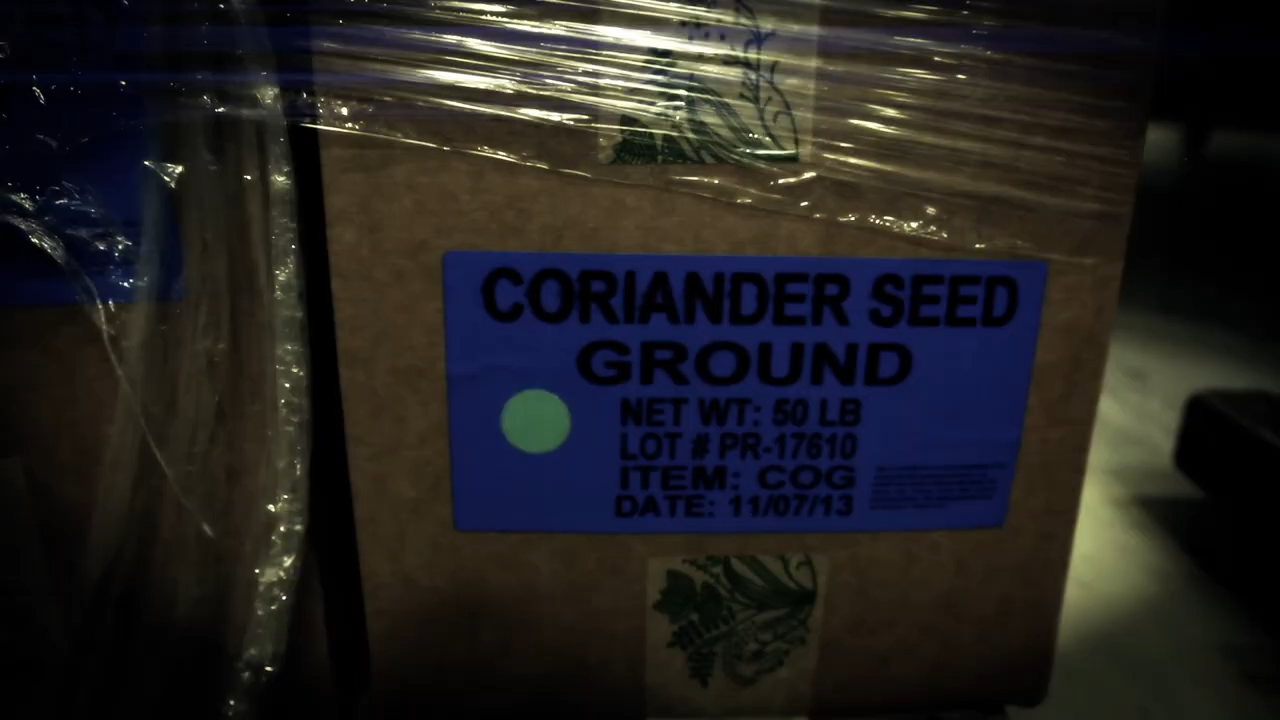 CORIANDER SEED
GROUND
NET WT: 50 LB
LOT # PR-17610
ITEM: COG
DATE: 11/07/13